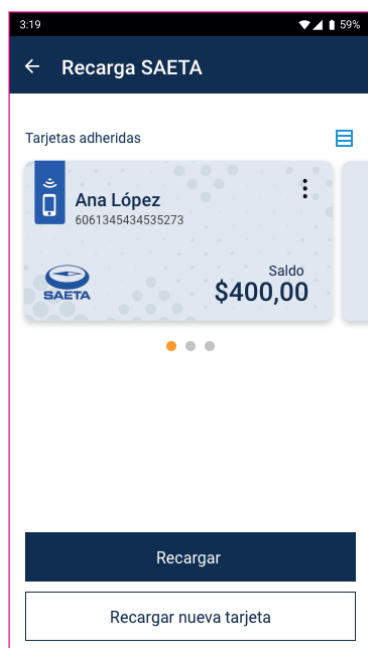 3:19
59%
Recarga SAETA
Tarjetas adheridas
Ana López
6061345434535273
SAETA
Saldo
$400,00
Recargar
Recargar nueva tarjeta